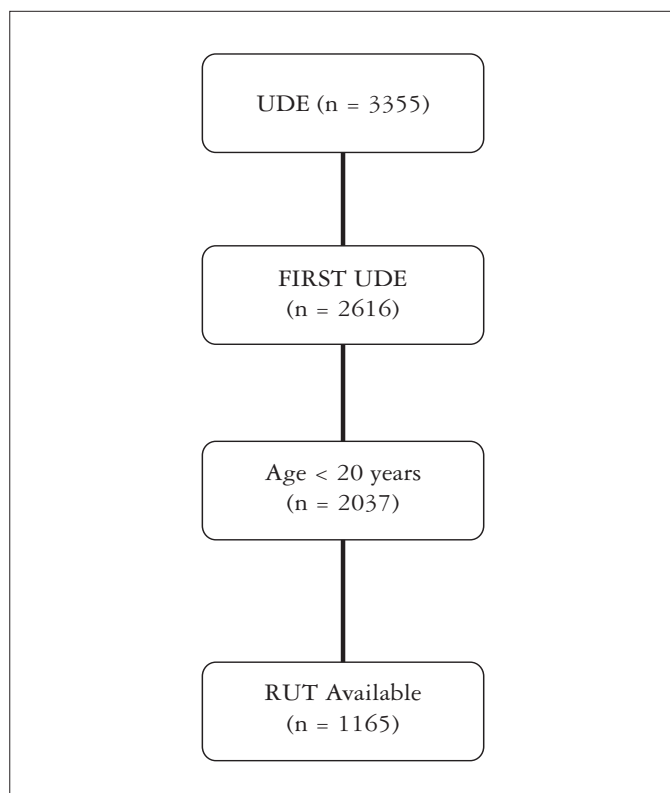 UDE (n = 3355)
FIRST UDE
(n = 2616)
Age < 20 years
(n = 2037)
RUT Available
(n = 1165)